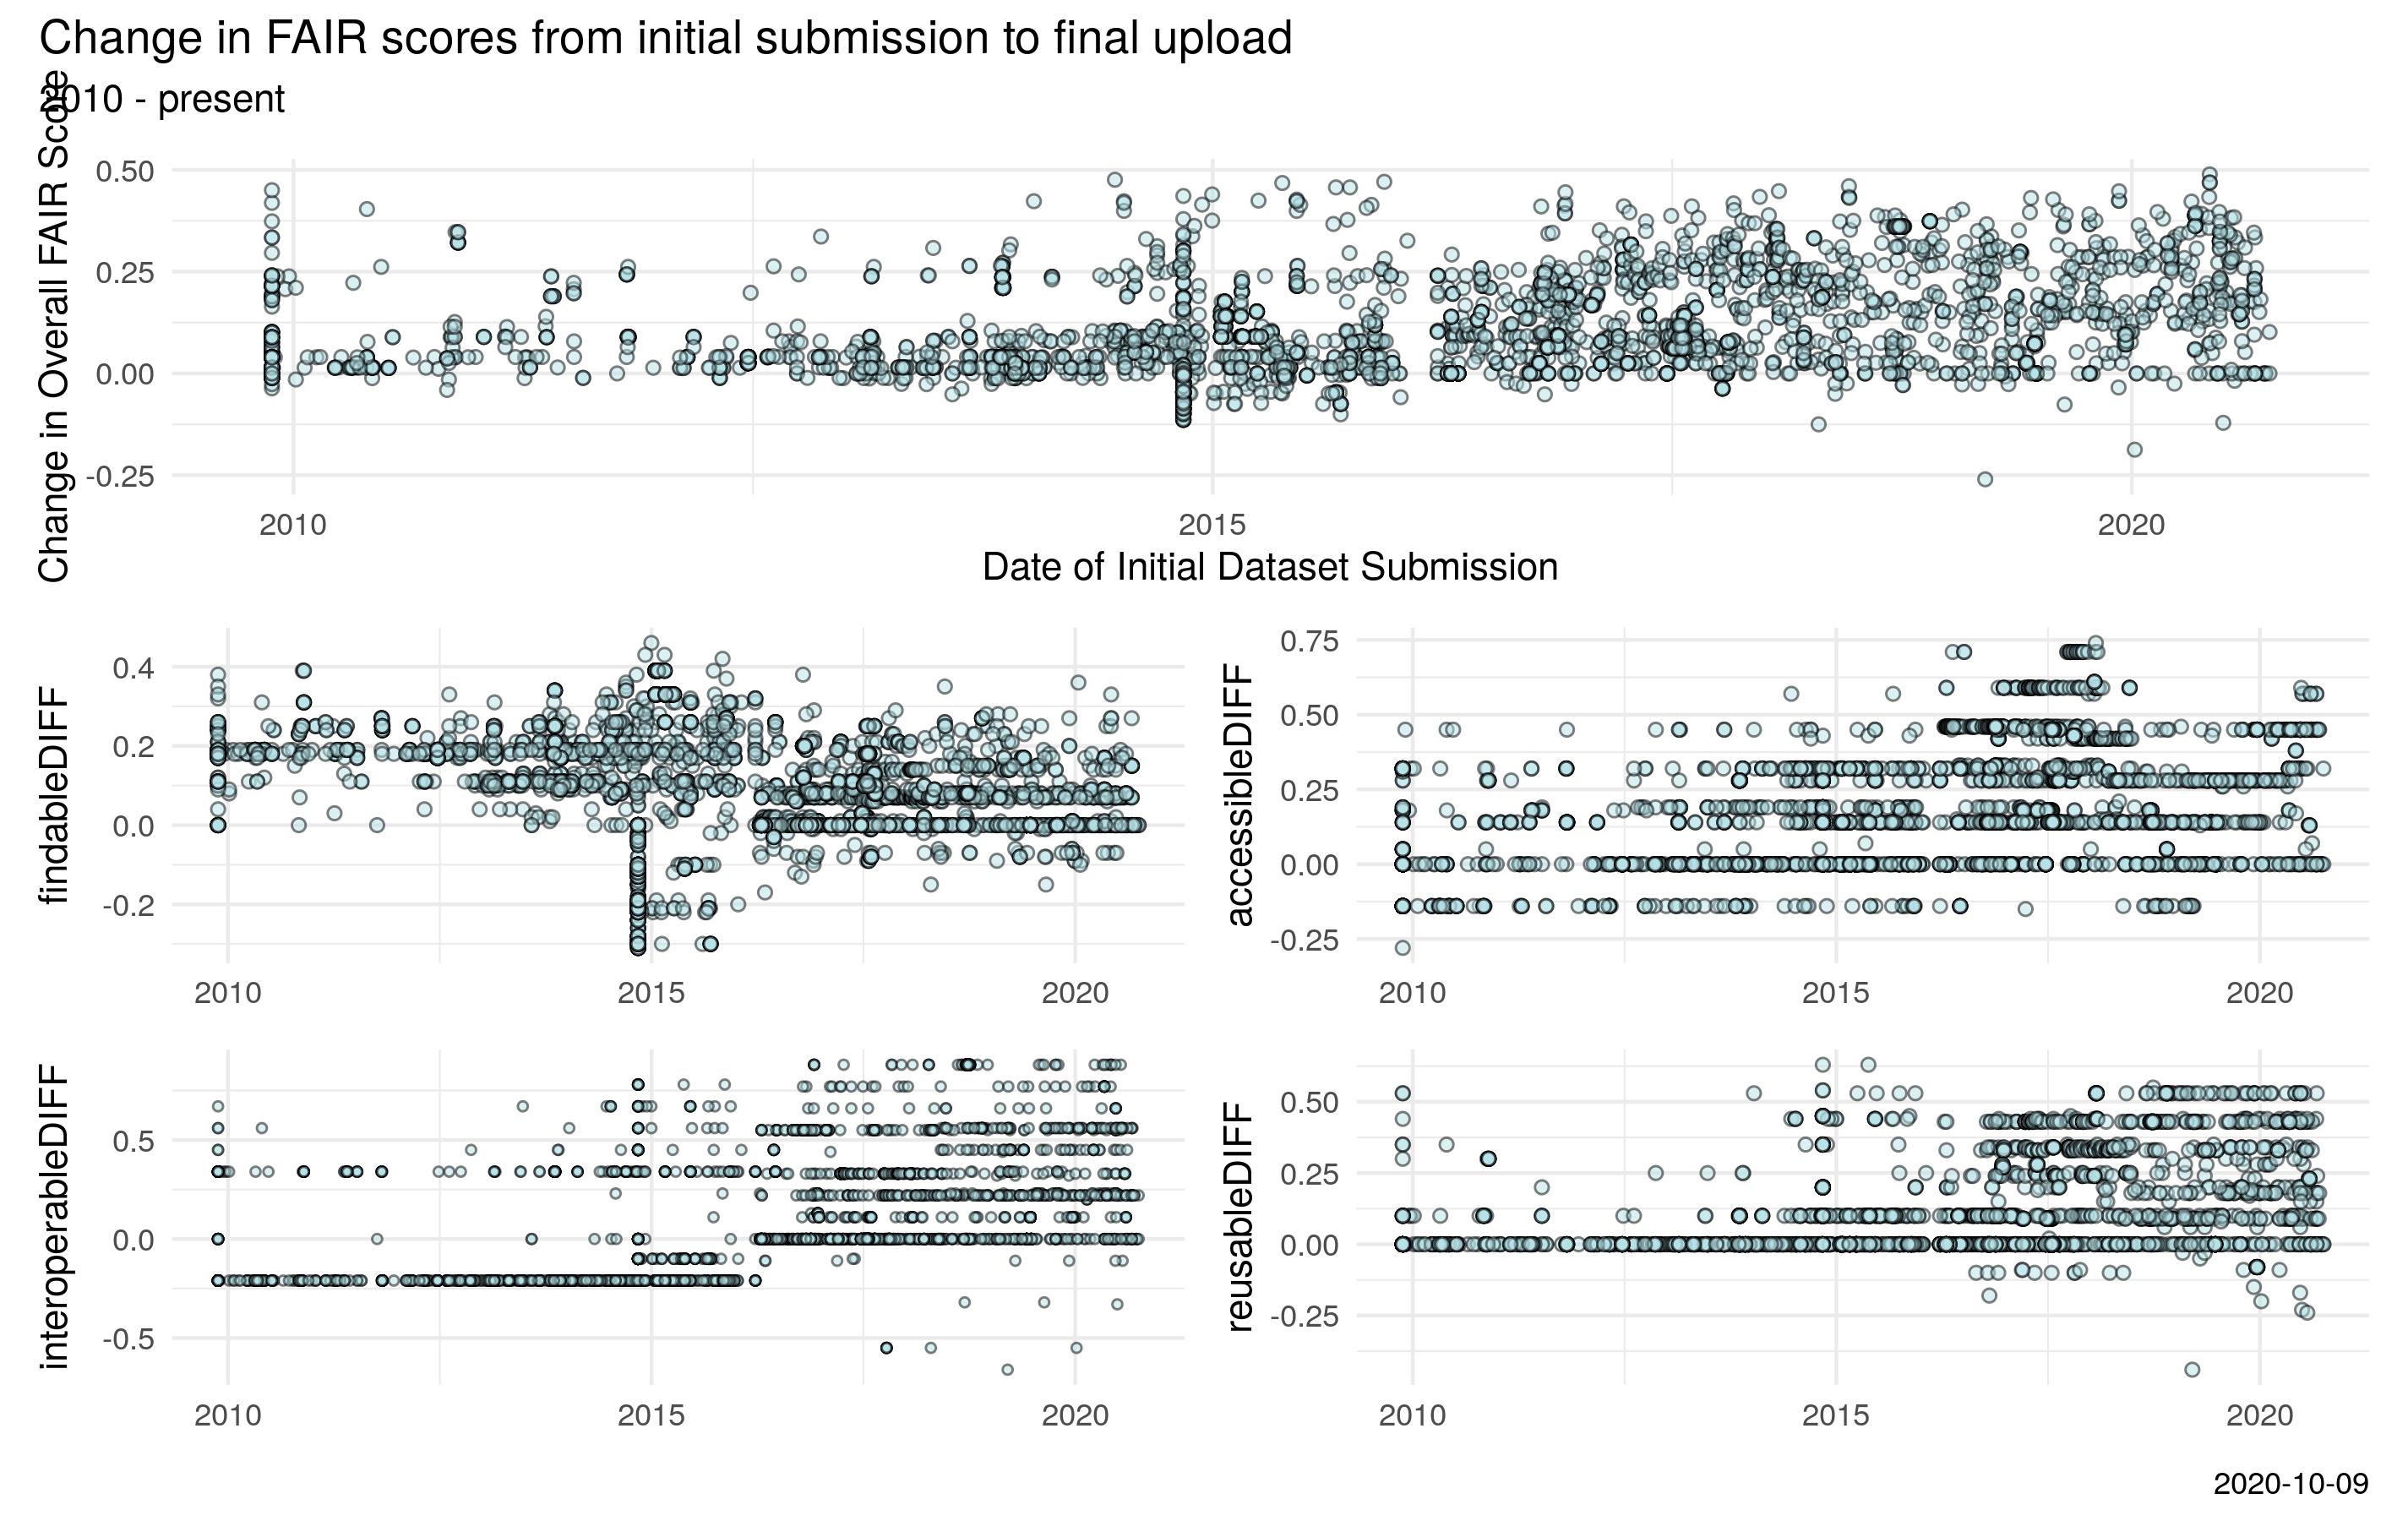 Change in FAIR scores from initial submission to final upload
2010 - present
Change in Overall FAIR Score
0.50
0.25
0.00
-0.25
2010 2015 2020
Date of Initial Dataset Submission
findableDIFF
0.4
0.2
0.0
-0.2
2010 2015 2020
accessibleDIFF
0.75
0.50
0.25
0.00
-0.25
2010 2015 2020
interoperableDIFF
0.5
0.0
-0.5
2010 2015 2020
reusableDIFF
0.50
0.25
0.00
-0.25
2010 2015 2020
2020-10-09